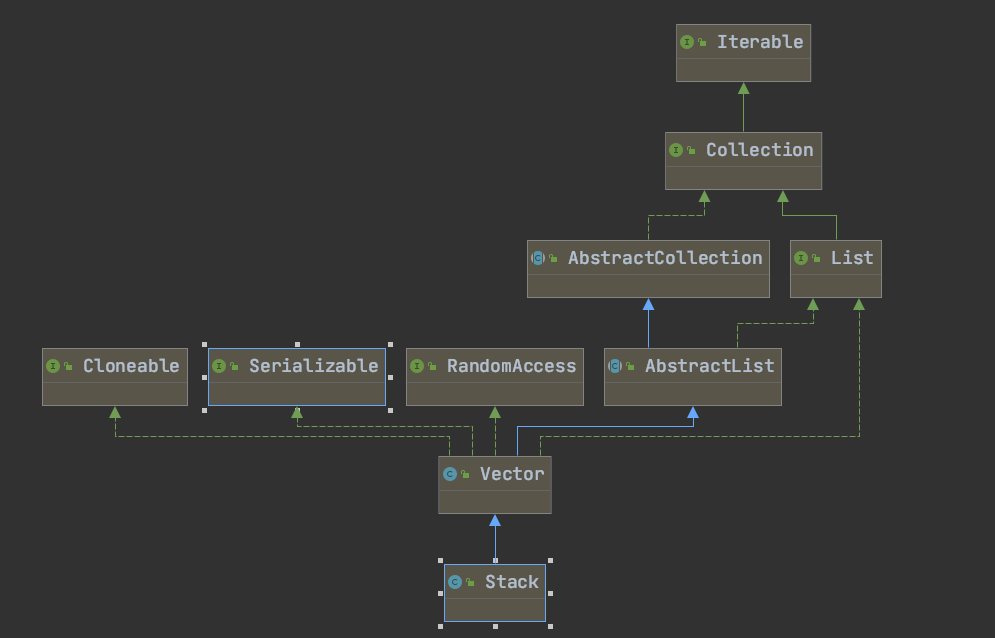 Iterable
Collection
AbstractCollection
List
Cloneable
Serializable
RandomAccess
AbstractList
Vector
Stack